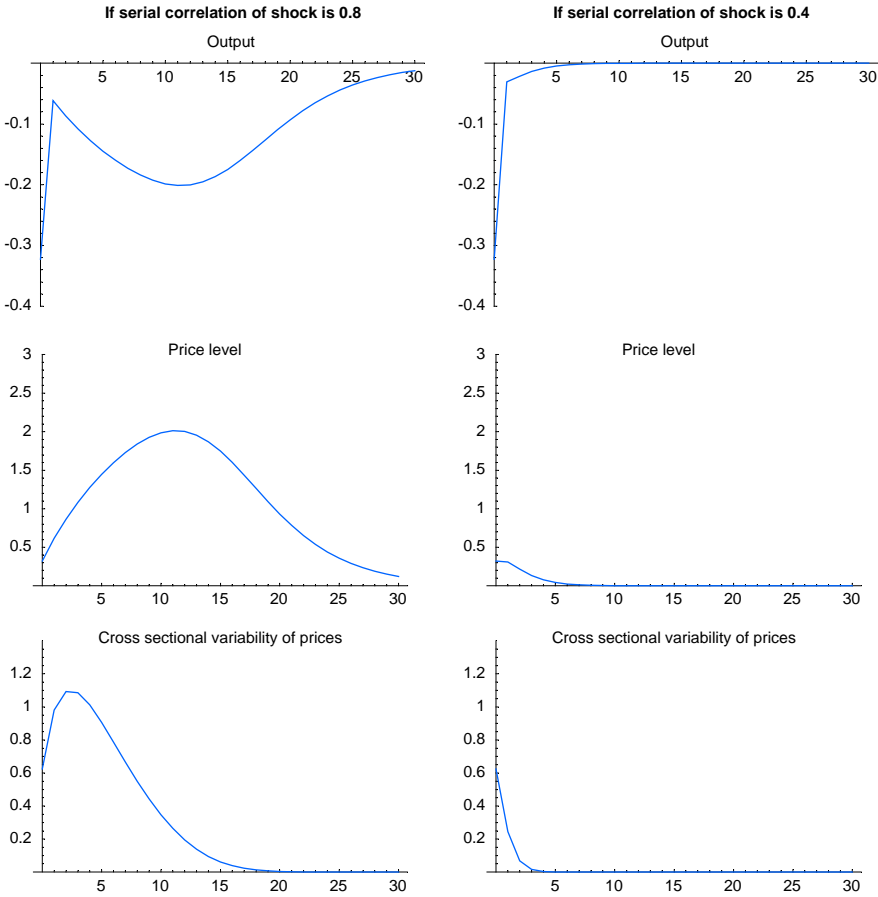 If serial correlation of shock is 0.8
Output
5 10 15 20 25 30
-0.1
-0.2
-0.3
-0.4
Price level
3
2.5
2
1.5
1
0.5
5 10 15 20 25 30
Cross sectional variability of prices
1.2
1
0.8
0.6
0.4
0.2
5 10 15 20 25 30
If serial correlation of shock is 0.4
Output
5 10 15 20 25 30
-0.1
-0.2
-0.3
-0.4
Price level
3
2.5
2
1.5
1
0.5
5 10 15 20 25 30
Cross sectional variability of prices
1.2
1
0.8
0.6
0.4
0.2
5 10 15 20 25 30